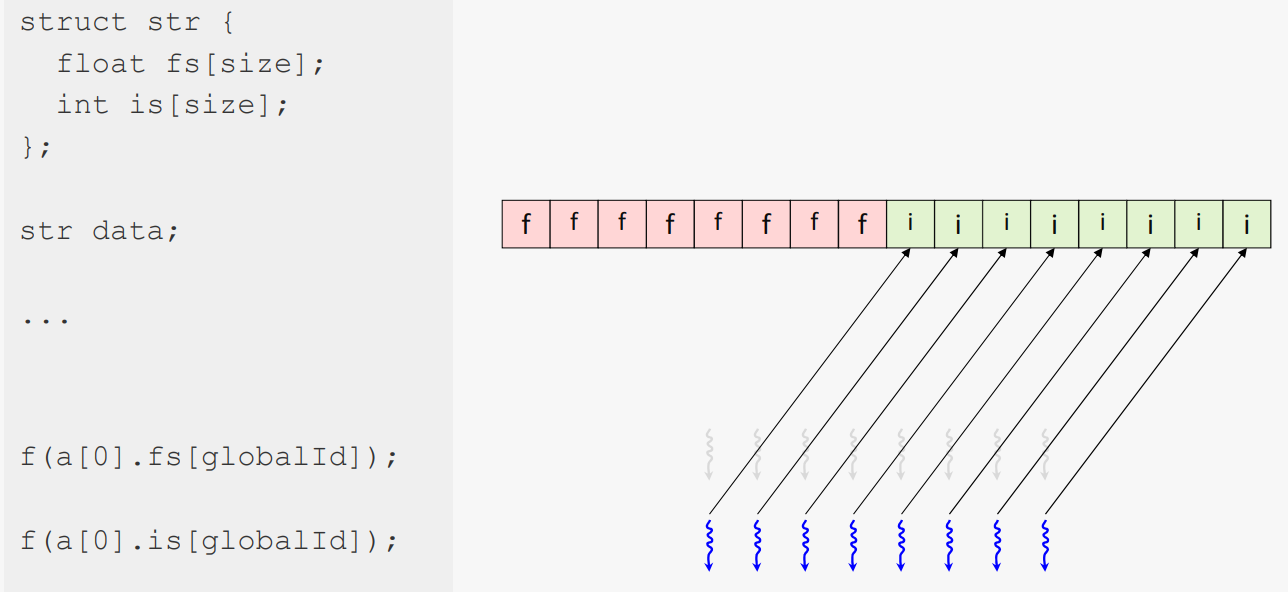 struct str {
float fs[size];
int is[size];
};
str data;
...
f f f f f f f f i i i i i i i i
f(a[0].fs[globalId]);
f(a[0].is[globalId]);